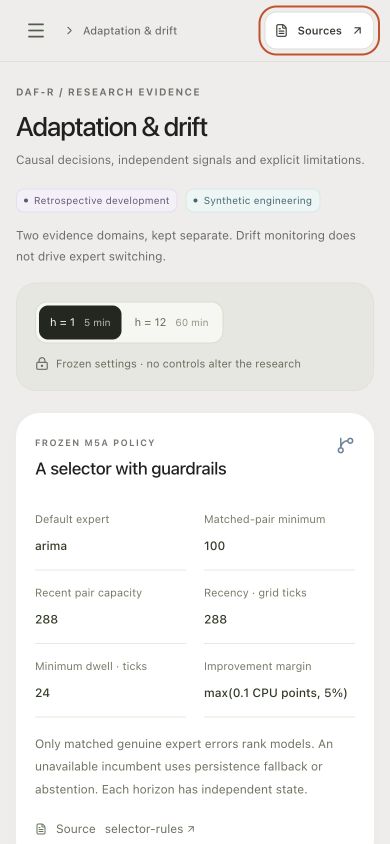 Adaptation & drift
Sources
DAF-R / RESEARCH EVIDENCE
Adaptation & drift
Causal decisions, independent signals and explicit limitations.
Retrospective development
Synthetic engineering
Two evidence domains, kept separate. Drift monitoring does
not drive expert switching.
h = 1 5 min
h = 12 60 min
Frozen settings · no controls alter the research
FROZEN M5A POLICY
A selector with guardrails
Default expert
Matched-pair minimum
arima
100
Recent pair capacity
Recency · grid ticks
288
288
Minimum dwell · ticks
Improvement margin
24
max(0.1 CPU points, 5%)
Only matched genuine expert errors rank models. An
unavailable incumbent uses persistence fallback or
abstention. Each horizon has independent state.
Source selector-rules